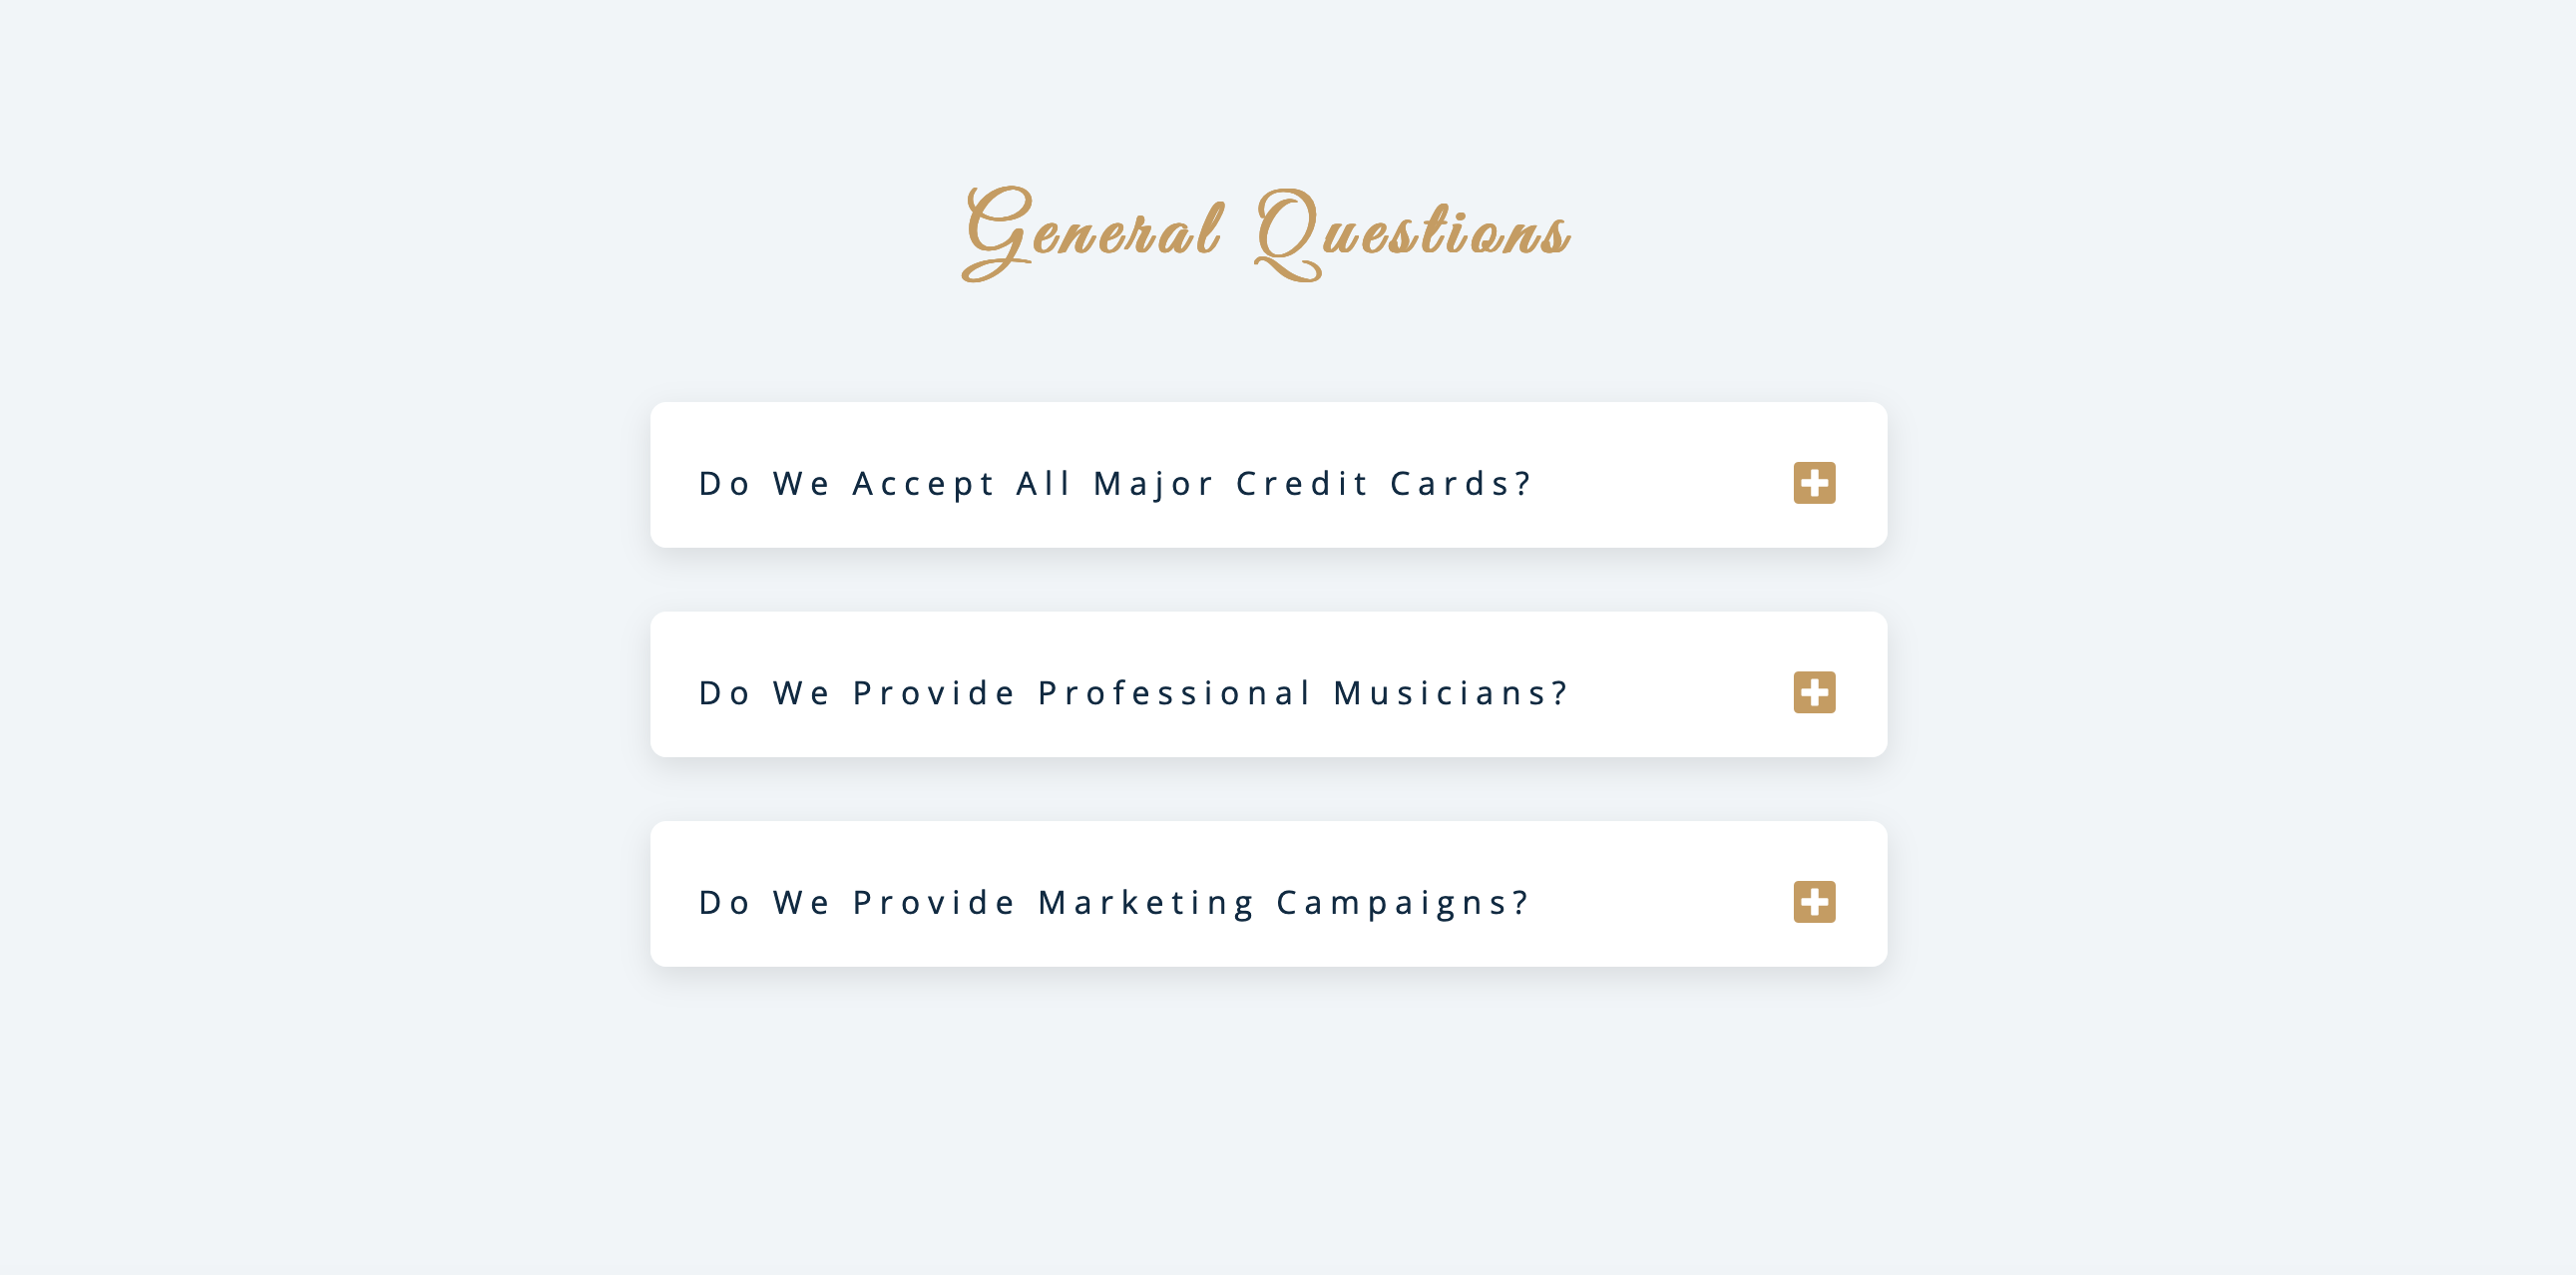 General Questions
Do We Accept All Major Credit Cards?
Do We Provide Professional Musicians?
Do We Provide Marketing Campaigns?